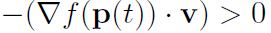 −(∇f(p(t)) · v) > 0